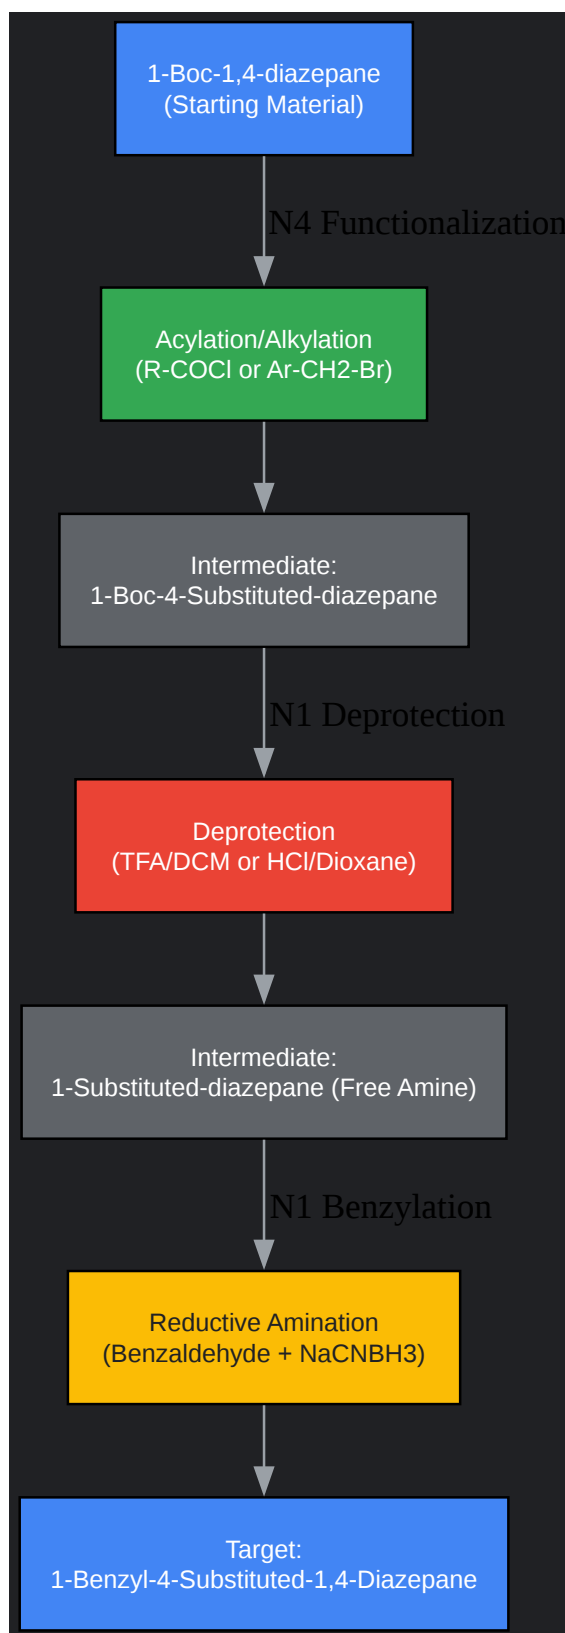 1-Boc-1,4-diazepane
(Starting Material)
N4 Functionalization
Acylation/Alkylation
(R-COCl or Ar-CH2-Br)
Intermediate:
1-Boc-4-Substituted-diazepane
N1 Deprotection
Deprotection
(TFA/DCM or HCl/Dioxane)
Intermediate:
1-Substituted-diazepane (Free Amine)
N1 Benzylation
Reductive Amination
(Benzaldehyde + NaCNBH3)
Target:
1-Benzyl-4-Substituted-1,4-Diazepane